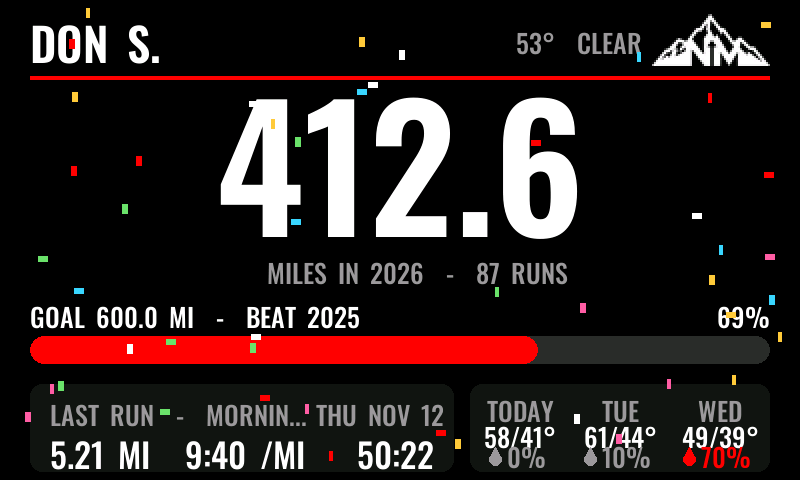 DON S.
53° CLEAR NM
412.6
MILES IN 2026 - 87 RUNS
GOAL 600.0 MI - BEAT 2025 69%
LAST RUN - MORNIN... THU NOV 12
5.21 MI 9:40 /MI 50:22
TODAY TUE WED
58/41° 61/44° 49/39°
0% 10% 70%